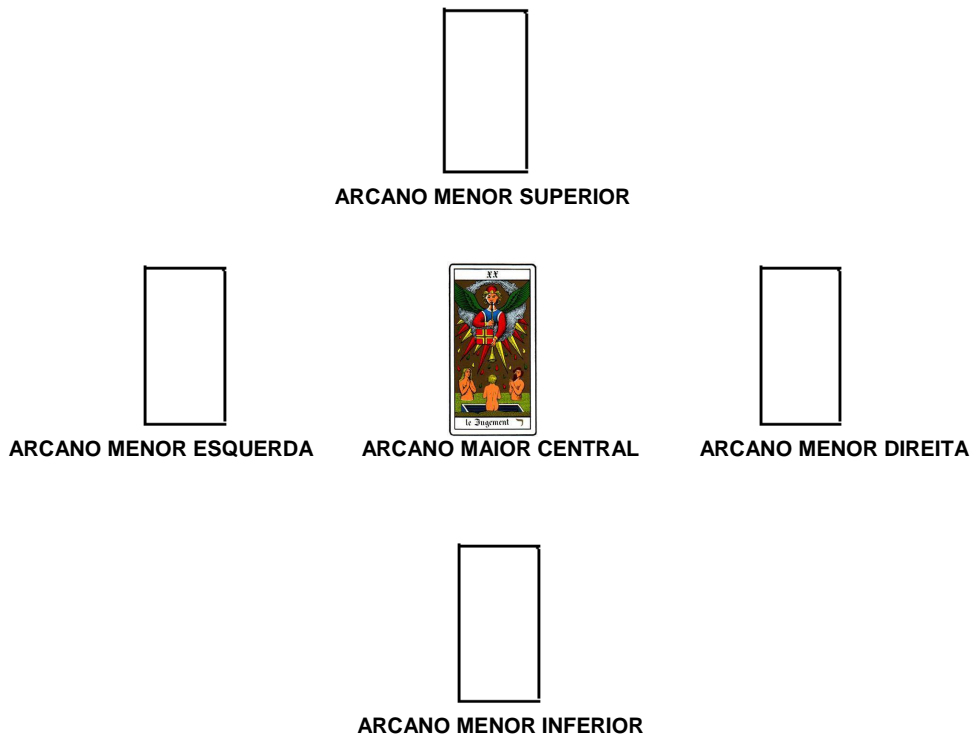 ARCANO MENOR SUPERIOR
XX
le Jugement
ARCANO MENOR ESQUERDA
ARCANO MAIOR CENTRAL
ARCANO MENOR DIREITA
ARCANO MENOR INFERIOR